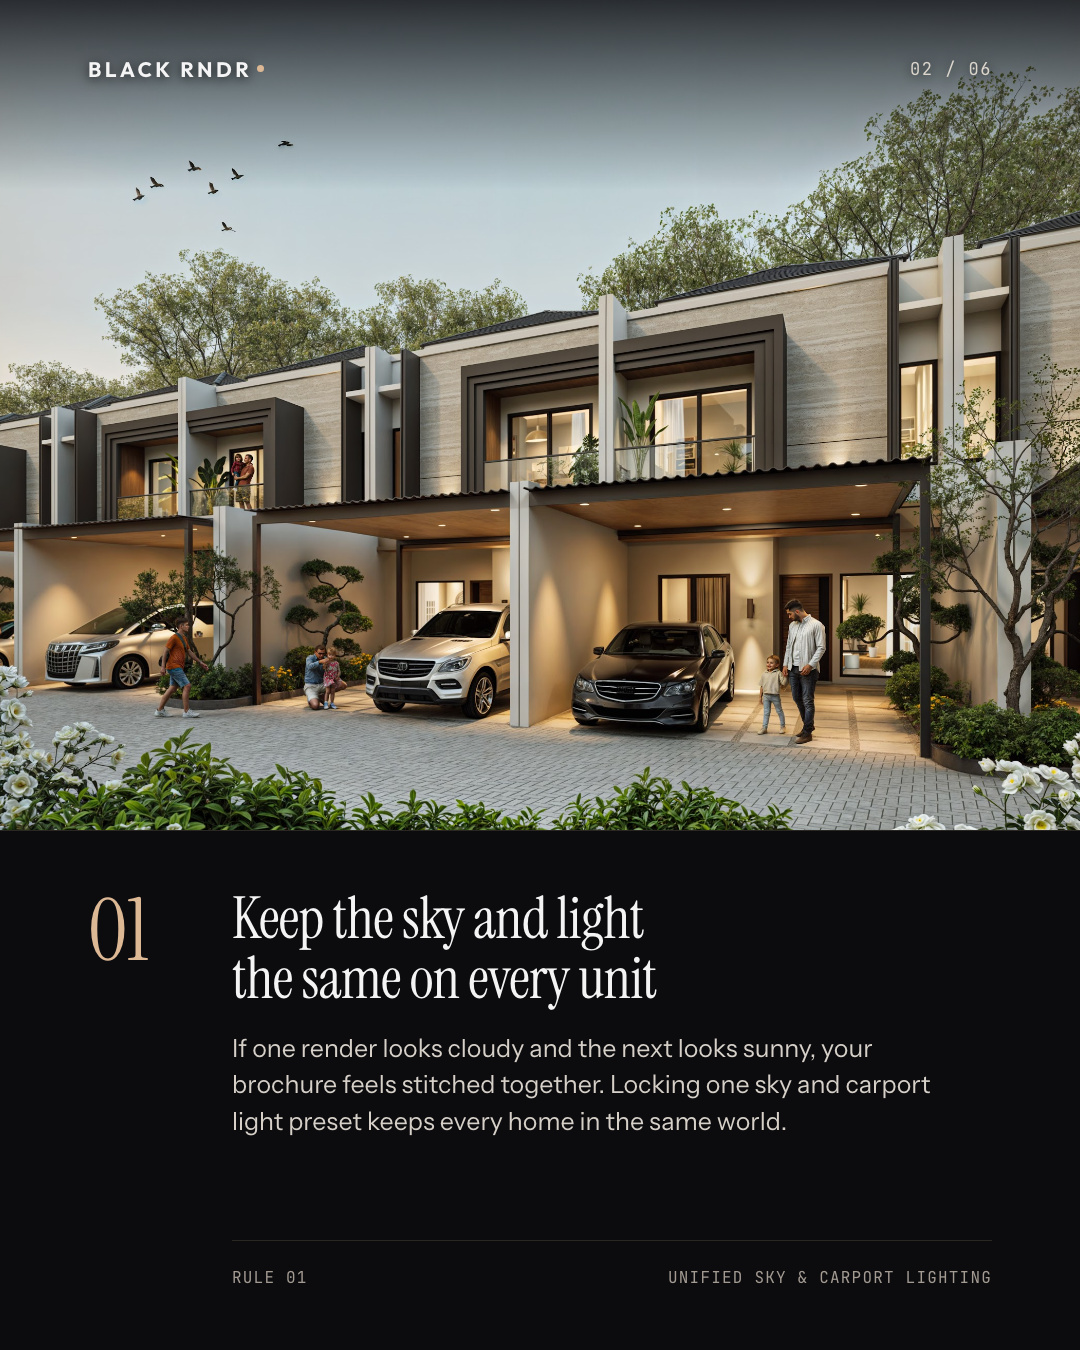 BLACK RNDR
02 / 06
01
Keep the sky and light
the same on every unit
If one render looks cloudy and the next looks sunny, your
brochure feels stitched together. Locking one sky and carport
light preset keeps every home in the same world.
RULE 01
UNIFIED SKY & CARPORT LIGHTING